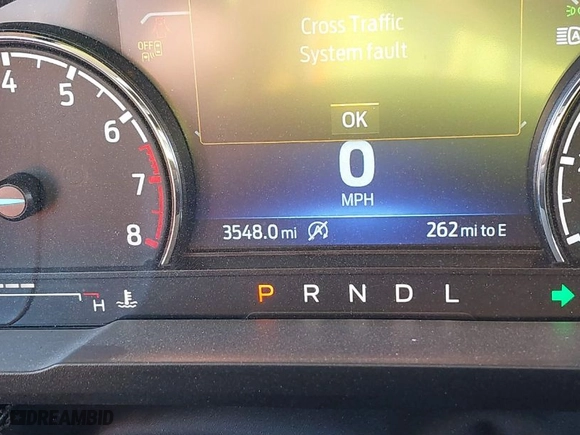 Cross Traffic
System fault
OFF
OK
0
MPH
3548.0 mi
262 mi to E
4
5
6
7
8
H
P R N D L
A
DREAMBID